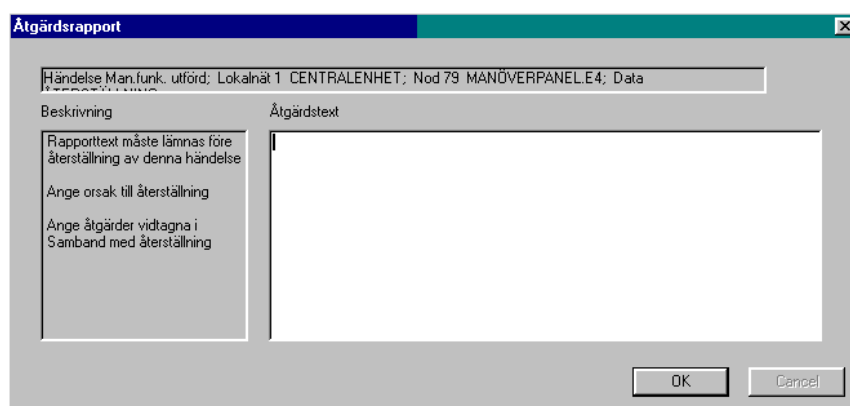 Åtgärdsrapport
Händelse Man.funk. utförd; Lokalnät 1 CENTRALENHET; Nod 79 MANÖVERPANEL.E4; Data
ÅTERSTÄLLNING
Beskrivning
Åtgärdstext
Rapporttext måste lämnas före
återställning av denna händelse
Ange orsak till återställning
Ange åtgärder vidtagna i
Samband med återställning
OK
Cancel